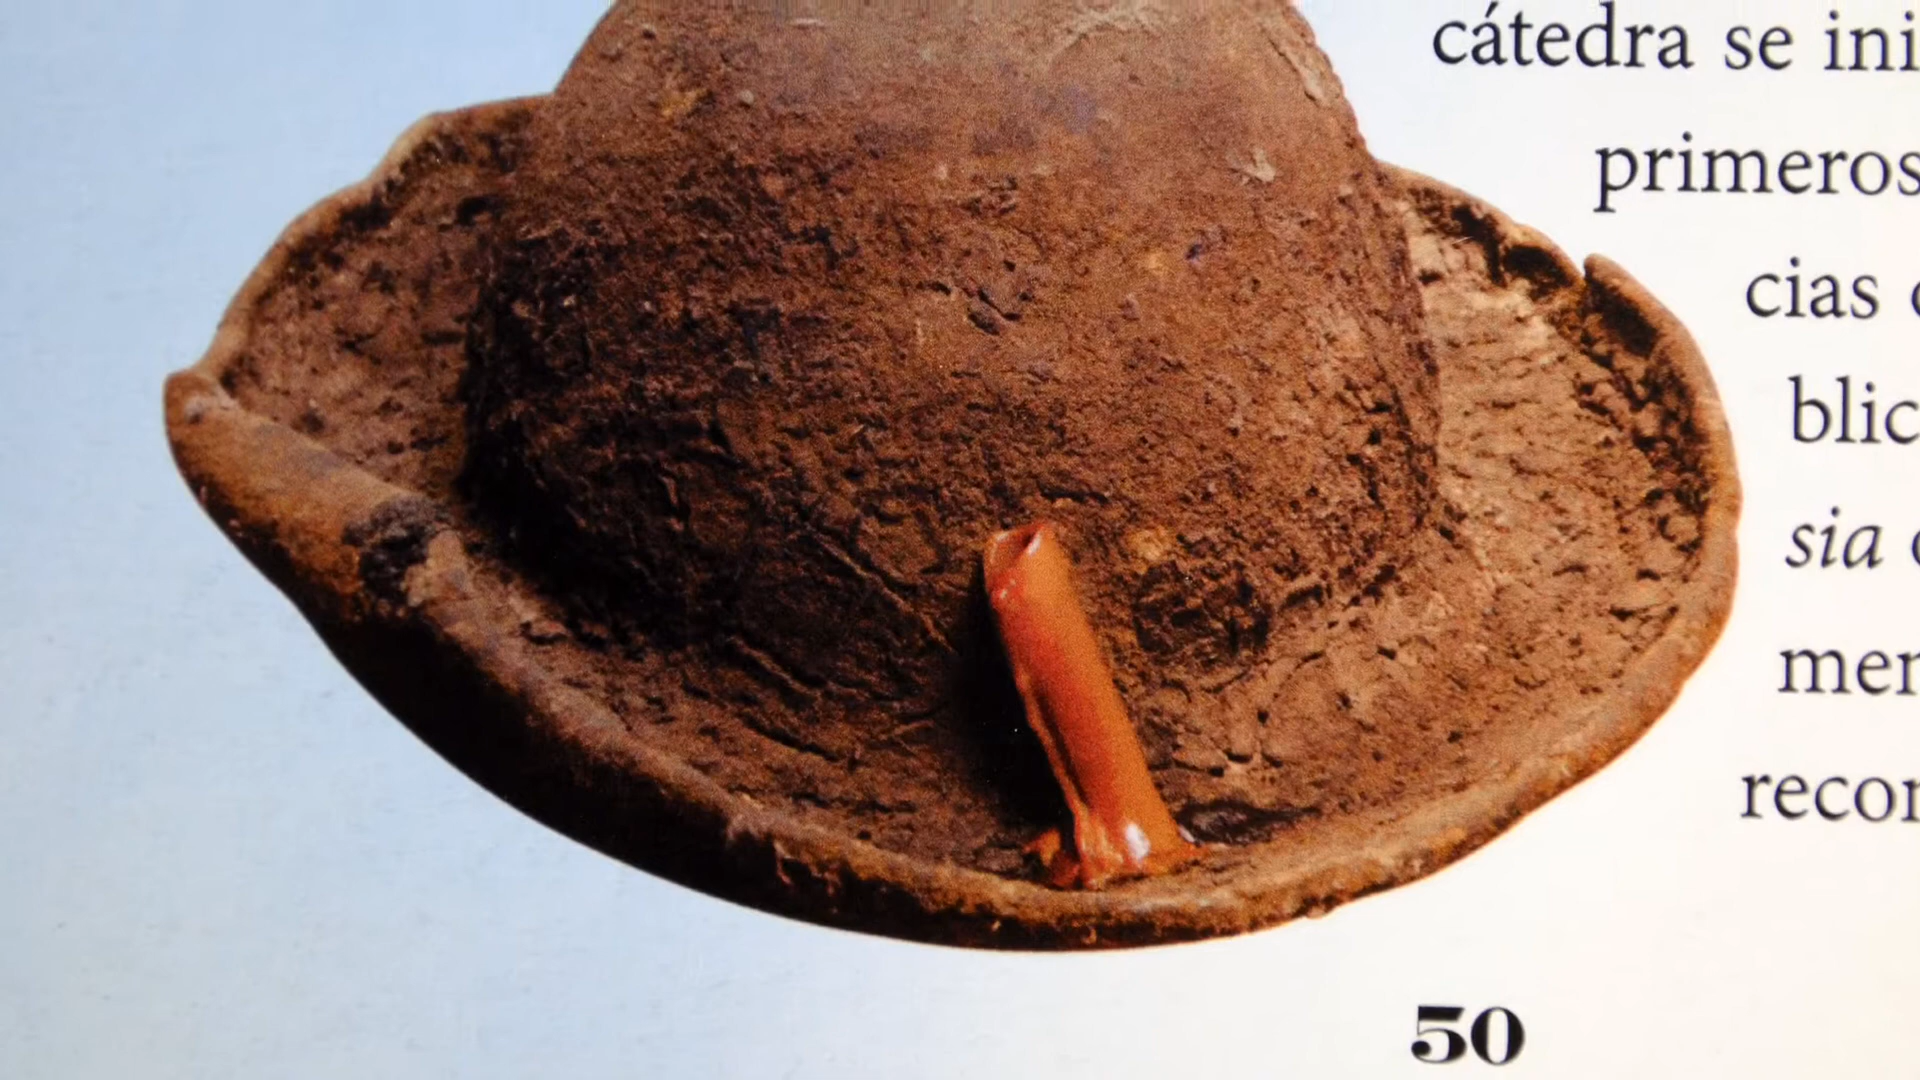 cátedra se ini
primeros
cias
blic
sia
mer
recor
50